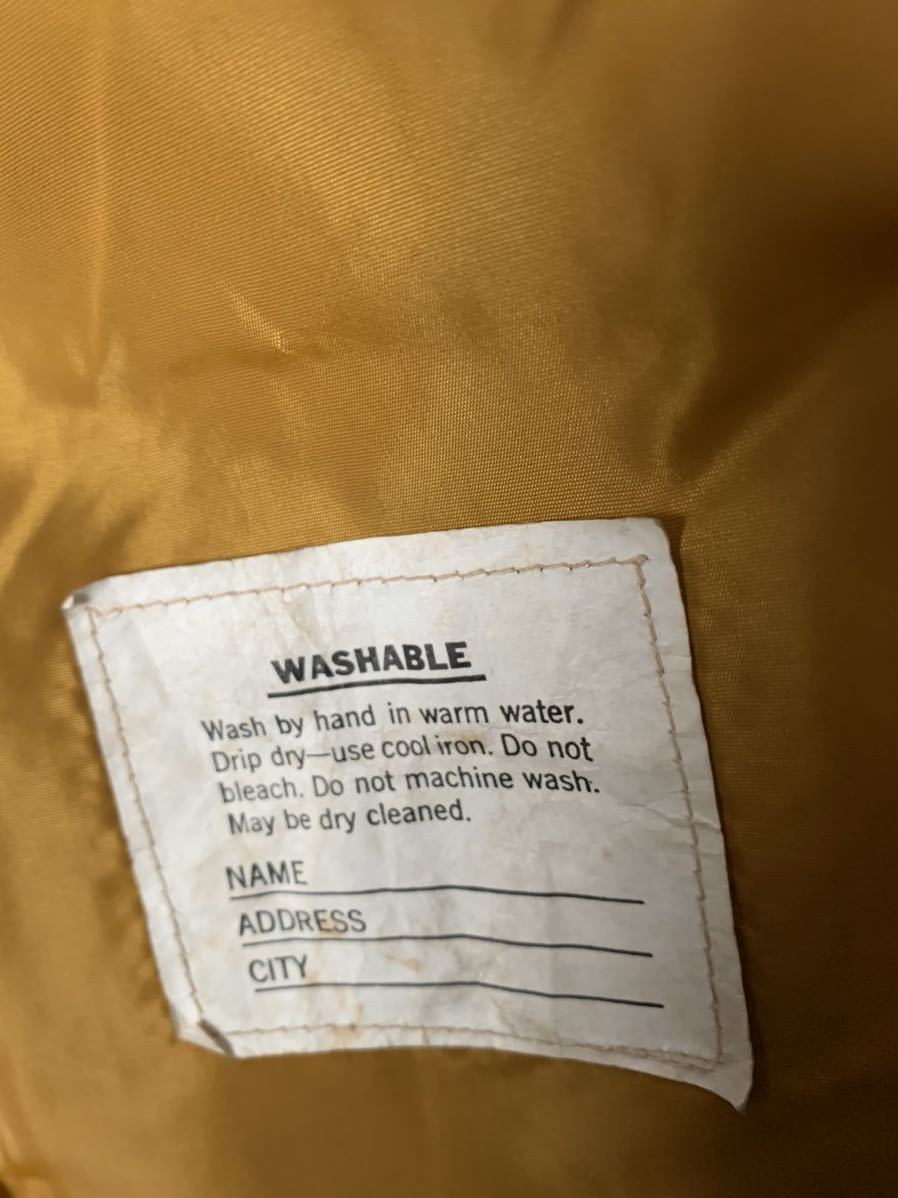 WASHABLE
Wash by hand in warm water.
Drip dry—use cool iron. Do not
bleach. Do not machine wash.
May be dry cleaned.
NAME
ADDRESS
CITY